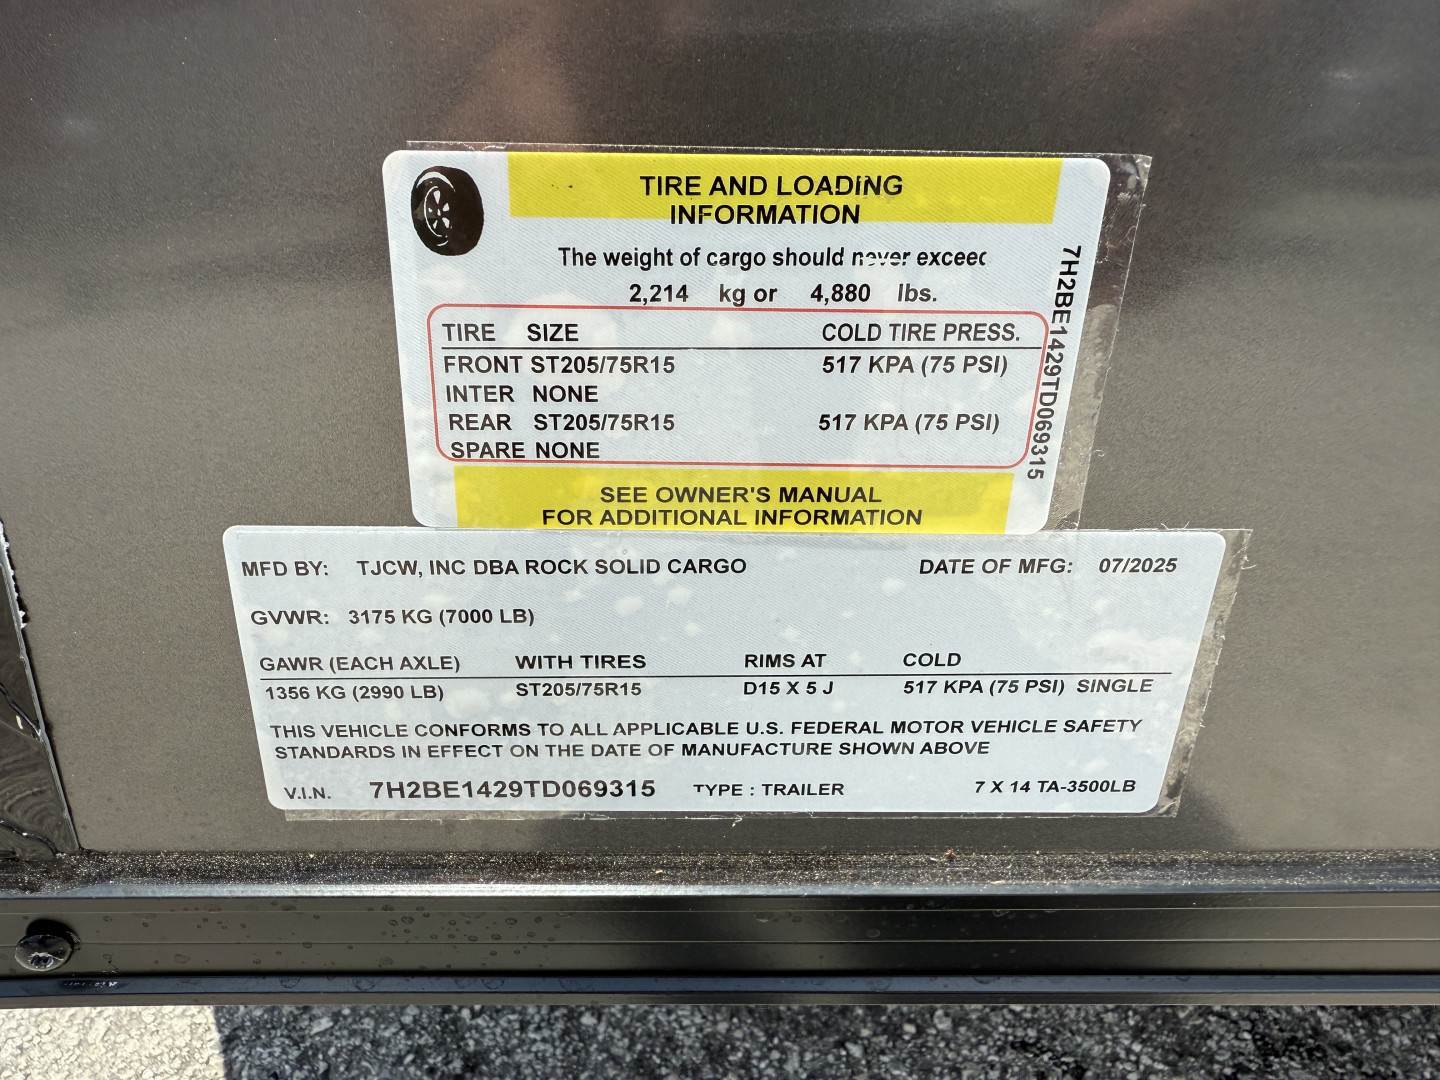 TIRE AND LOADING
INFORMATION
The weight of cargo should never exceed
2,214 kg or 4,880 lbs.
TIRE SIZE COLD TIRE PRESS.
FRONT ST205/75R15 517 KPA (75 PSI)
INTER NONE
REAR ST205/75R15 517 KPA (75 PSI)
SPARE NONE
SEE OWNER'S MANUAL
FOR ADDITIONAL INFORMATION
7H2BE1429TD069315
MFD BY: TJCW, INC DBA ROCK SOLID CARGO DATE OF MFG: 07/2025
GVWR: 3175 KG (7000 LB)
GAWR (EACH AXLE) WITH TIRES RIMS AT COLD
1356 KG (2990 LB) ST205/75R15 D15 X 5 J 517 KPA (75 PSI) SINGLE
THIS VEHICLE CONFORMS TO ALL APPLICABLE U.S. FEDERAL MOTOR VEHICLE SAFETY
STANDARDS IN EFFECT ON THE DATE OF MANUFACTURE SHOWN ABOVE
V.I.N. 7H2BE1429TD069315 TYPE : TRAILER 7 X 14 TA-3500LB